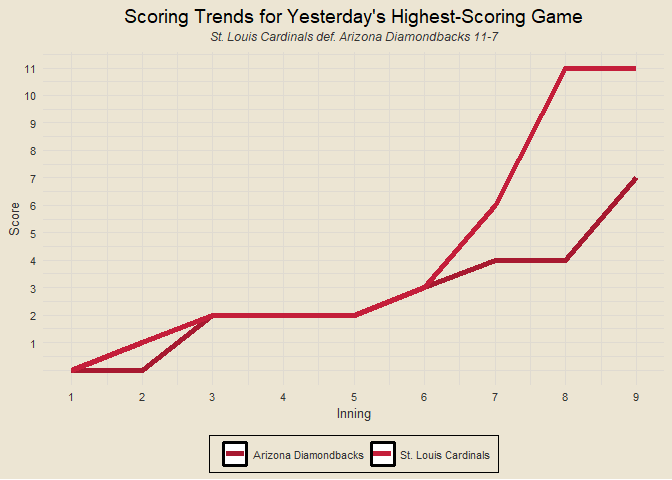 Scoring Trends for Yesterday's Highest-Scoring Game
St. Louis Cardinals def. Arizona Diamondbacks 11-7
11
10
9
8
7
6
5
4
3
2
1
Score
1 2 3 4 5 6 7 8 9
Inning
Arizona Diamondbacks St. Louis Cardinals